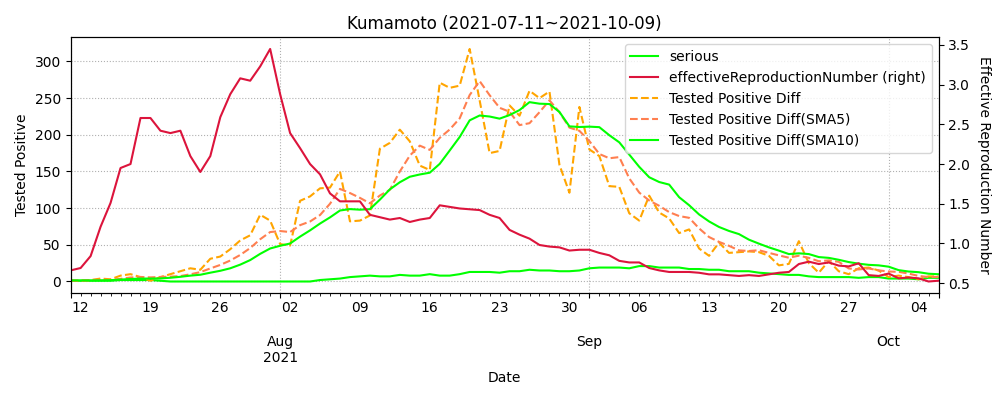 Kumamoto (2021-07-11~2021-10-09)
serious
effectiveReproductionNumber (right)
Tested Positive Diff
Tested Positive Diff(SMA5)
Tested Positive Diff(SMA10)
Tested Positive
300
250
200
150
100
50
0
3.5
3.0
2.5
2.0
1.5
1.0
0.5
Effective Reproduction Number
12 19 26 02 09 16 23 30 06 13 20 27 04
Aug Sep Oct
2021
Date